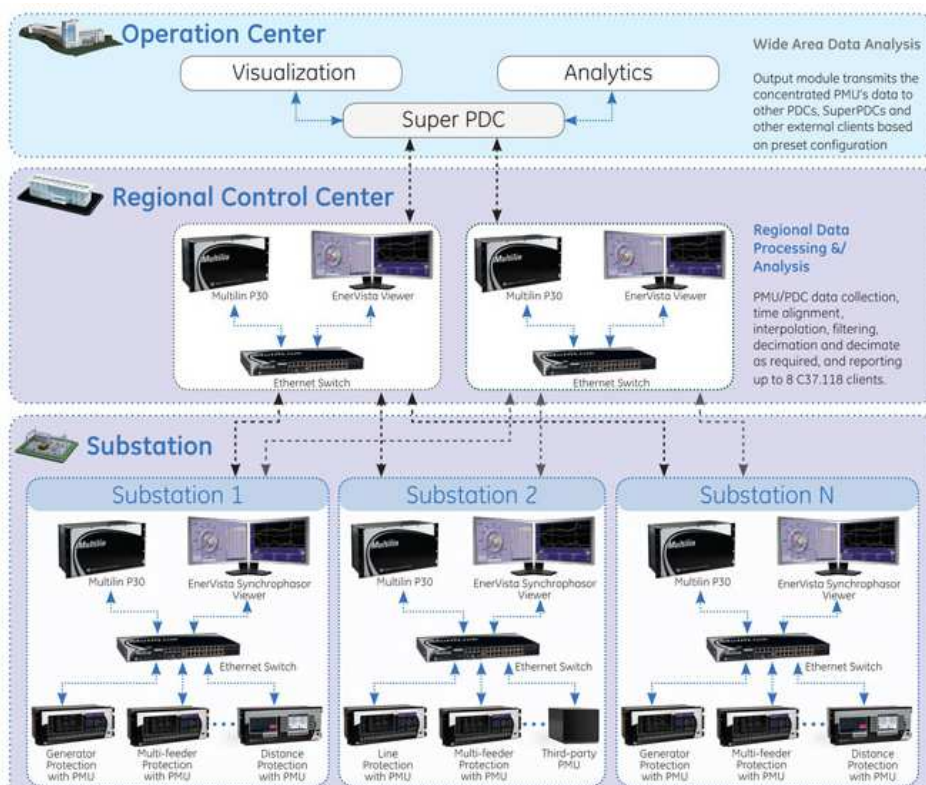 Operation Center
Wide Area Data Analysis
Visualization
Analytics
Output module transmits the
concentrated PMU's data to
other PDCs, SuperPDCs and
other external clients based
on preset configuration
Super PDC
Regional Control Center
Regional Data
Processing &/
Analysis
PMU/PDC data collection,
time alignment,
interpolation, filtering,
decimation and decimate
as required, and reporting
up to 8 C37.118 clients.
Multilin
Multilin P30
EnerVista Viewer
Ethernet Switch
Multilin
Multilin P30
EnerVista Viewer
Ethernet Switch
Substation
Substation 1
Multilin
Multilin P30
EnerVista Synchrophasor
Viewer
Ethernet Switch
Generator
Protection
with PMU
Multi-feeder
Protection
with PMU
Distance
Protection
with PMU
Substation 2
Multilin
Multilin P30
EnerVista Synchrophasor
Viewer
Ethernet Switch
Line
Protection
with PMU
Multi-feeder
Protection
with PMU
Third-party
PMU
Substation N
Multilin
Multilin P30
EnerVista Synchrophasor
Viewer
Ethernet Switch
Generator
Protection
with PMU
Multi-feeder
Protection
with PMU
Distance
Protection
with PMU